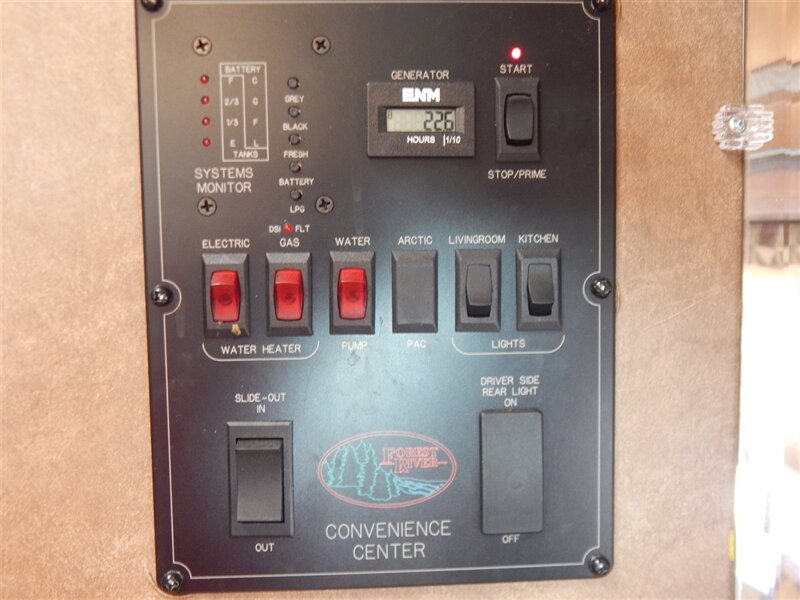 BATTERY
F C
2/3 G
1/3 F
E L
TANKS
SYSTEMS
MONITOR
GREY
BLACK
FRESH
BATTERY
LPG
DSI FLT
GENERATOR
ENM
22.6
HOURS 1/10
START
STOP/PRIME
ELECTRIC GAS WATER ARCTIC LIVINGROOM KITCHEN
WATER HEATER PUMP PAC LIGHTS
SLIDE-OUT
IN
OUT
FOREST
RIVER
CONVENIENCE
CENTER
DRIVER SIDE
REAR LIGHT
ON
OFF